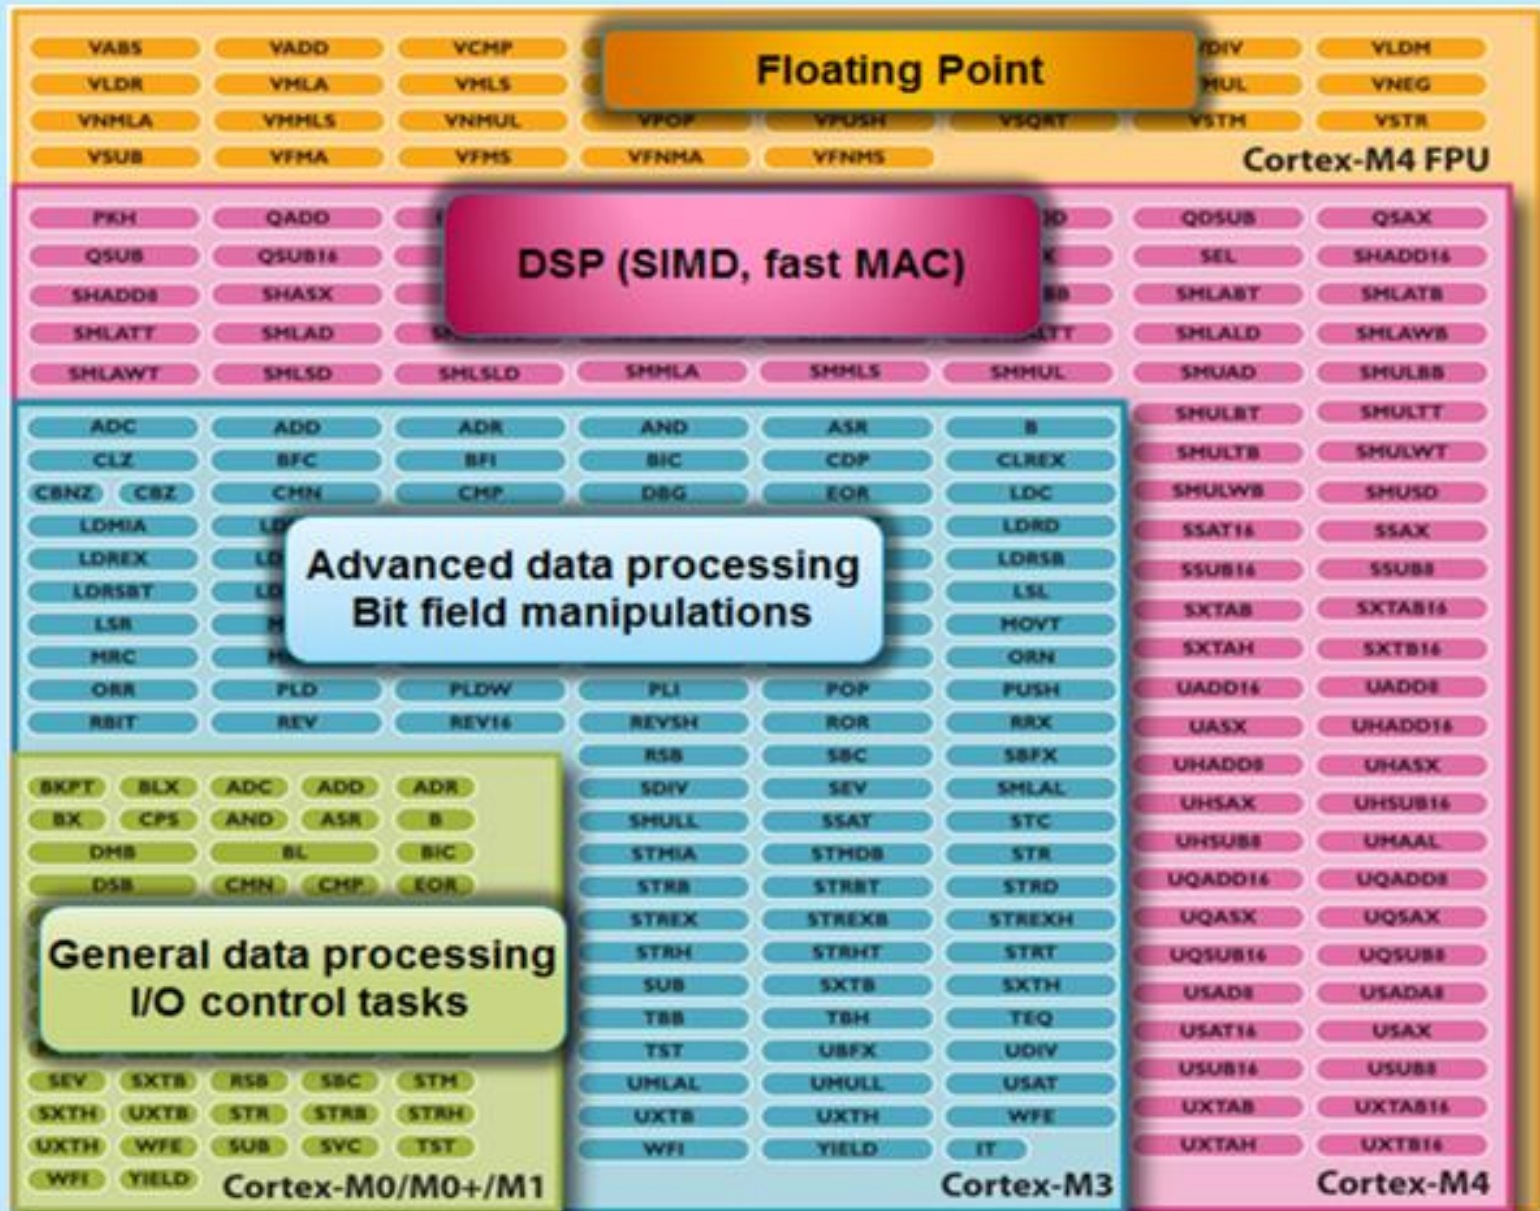 VABS VADD VCMP VLDM
Floating Point
VLDR VMLA VMLS VNEG
VNMLA VMMLS VNMUL VPOP VPUSH VSQRT VSTM VSTR
VSUB VFMA VFMS VFNMA VFNMS
Cortex-M4 FPU
PKH QADD QDSUB QSAX
QSUB QSUB16 SEL SHADD16
DSP (SIMD, fast MAC)
SHADD8 SHASX SMLABT SMLATB
SMLATT SMLAD SMLALD SMLAWB
SMLAWT SMLSD SMLSLD SMMLA SMMLS SMMUL SMUAD SMULBB
SMULBT SMULTT
SMULTB SMULWT
SMULWB SMUSD
SSAT16 SSAX
SSUB16 SSUB8
SXTAB SXTAB16
SXTAH SXTB16
UADD16 UADD8
UASX UHADD16
UHADD8 UHASX
UHSAX UHSUB16
UHSUB8 UMAAL
UQADD16 UQADD8
UQASX UQSAX
UQSUB16 UQSUB8
USAD8 USADA8
USAT16 USAX
USUB16 USUB8
UXTAB UXTAB16
UXTAH UXTB16
Cortex-M4
ADC ADD ADR AND ASR B
CLZ BFC BFI BIC CDP CLREX
CBNZ CBZ CMN CMP DBG EOR LDC
LDMIA LDRD
LDREX LDRSB
Advanced data processing
Bit field manipulations
LDRSBT LSL
LSR MOVT
MRC ORN
ORR PLD PLDW PLI POP PUSH
RBIT REV REV16 REVSH ROR RRX
RSB SBC SBFX
SDIV SEV SMLAL
SMULL SSAT STC
STMIA STMDB STR
STRB STRBT STRD
STREX STREXB STREXH
STRH STRHT STRT
SUB SXTB SXTH
TBB TBH TEQ
TST UBFX UDIV
UMLAL UMULL USAT
UXTB UXTH WFE
WFI YIELD IT
Cortex-M3
BKPT BLX ADC ADD ADR
BX CPS AND ASR B
DMB BL BIC
DSB CMN CMP EOR
General data processing
I/O control tasks
SEV SXTB RSB SBC STM
SXTH UXTB STR STRB STRH
UXTH WFE SUB SVC TST
WFI YIELD
Cortex-M0/M0+/M1